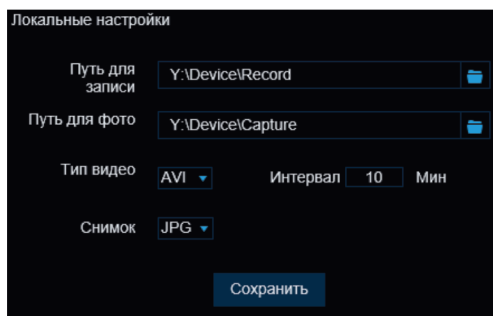 Локальные настройки
Путь для
записи
Y:\Device\Record
Путь для фото
Y:\Device\Capture
Тип видео
AVI
Интервал 10 Мин
Снимок
JPG
Сохранить